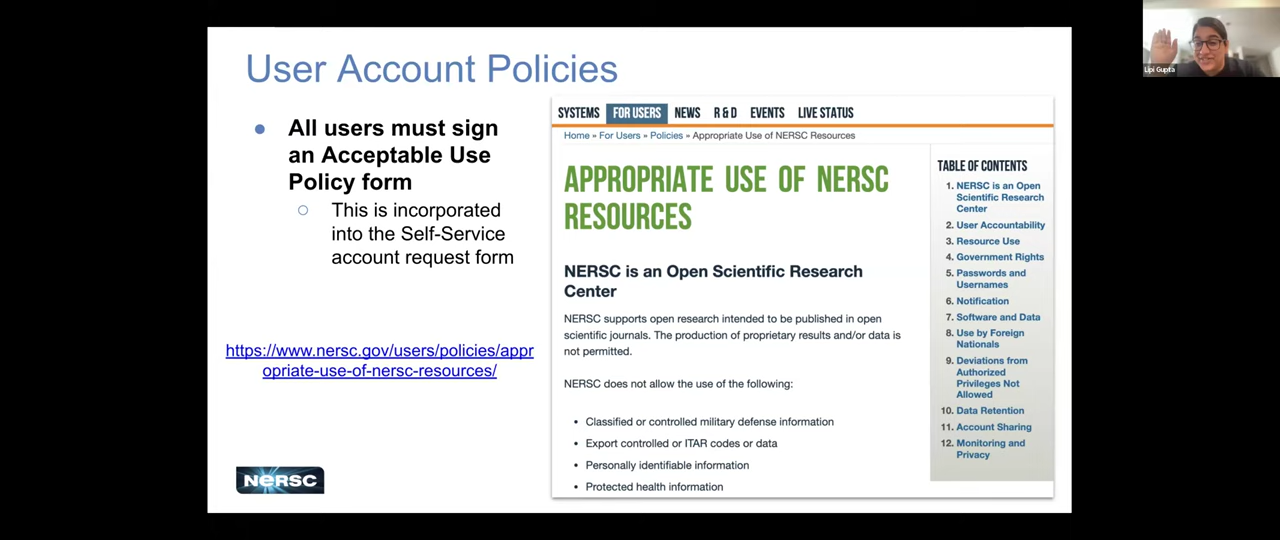 User Account Policies
● All users must sign
an Acceptable Use
Policy form
○ This is incorporated
into the Self-Service
account request form
https://www.nersc.gov/users/policies/appr
opriate-use-of-nersc-resources/
NERSC
SYSTEMS FOR USERS NEWS R & D EVENTS LIVE STATUS
Home » For Users » Policies » Appropriate Use of NERSC Resources
APPROPRIATE USE OF NERSC
RESOURCES
NERSC is an Open Scientific Research
Center
NERSC supports open research intended to be published in open
scientific journals. The production of proprietary results and/or data is
not permitted.
NERSC does not allow the use of the following:
• Classified or controlled military defense information
• Export controlled or ITAR codes or data
• Personally identifiable information
• Protected health information
TABLE OF CONTENTS
1. NERSC is an Open
Scientific Research
Center
2. User Accountability
3. Resource Use
4. Government Rights
5. Passwords and
Usernames
6. Notification
7. Software and Data
8. Use by Foreign
Nationals
9. Deviations from
Authorized
Privileges Not
Allowed
10. Data Retention
11. Account Sharing
12. Monitoring and
Privacy
Lipi Gupta